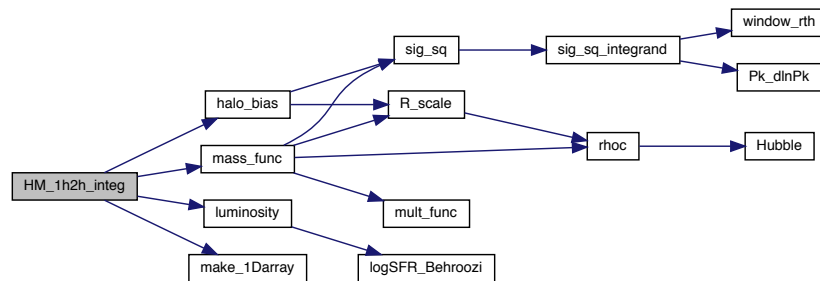 window_rth
sig_sq
sig_sq_integrand
Pk_dlnPk
halo_bias
R_scale
rhoc
Hubble
mass_func
HM_1h2h_integ
luminosity
mult_func
make_1Darray
logSFR_Behroozi